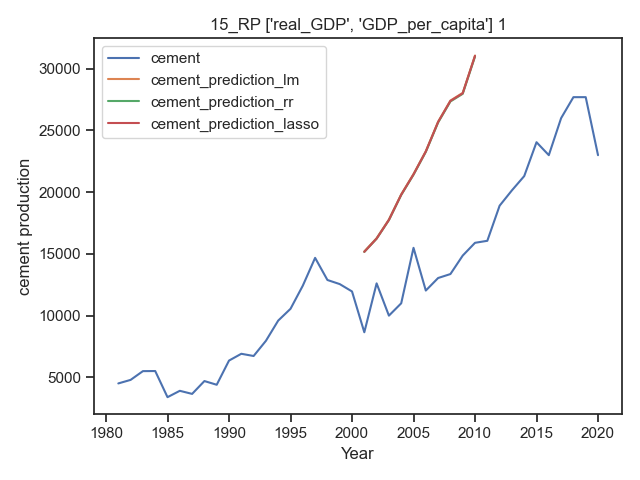 15_RP ['real_GDP', 'GDP_per_capita'] 1
cement
cement_prediction_lm
cement_prediction_rr
cement_prediction_lasso
cement production
30000
25000
20000
15000
10000
5000
1980 1985 1990 1995 2000 2005 2010 2015 2020
Year